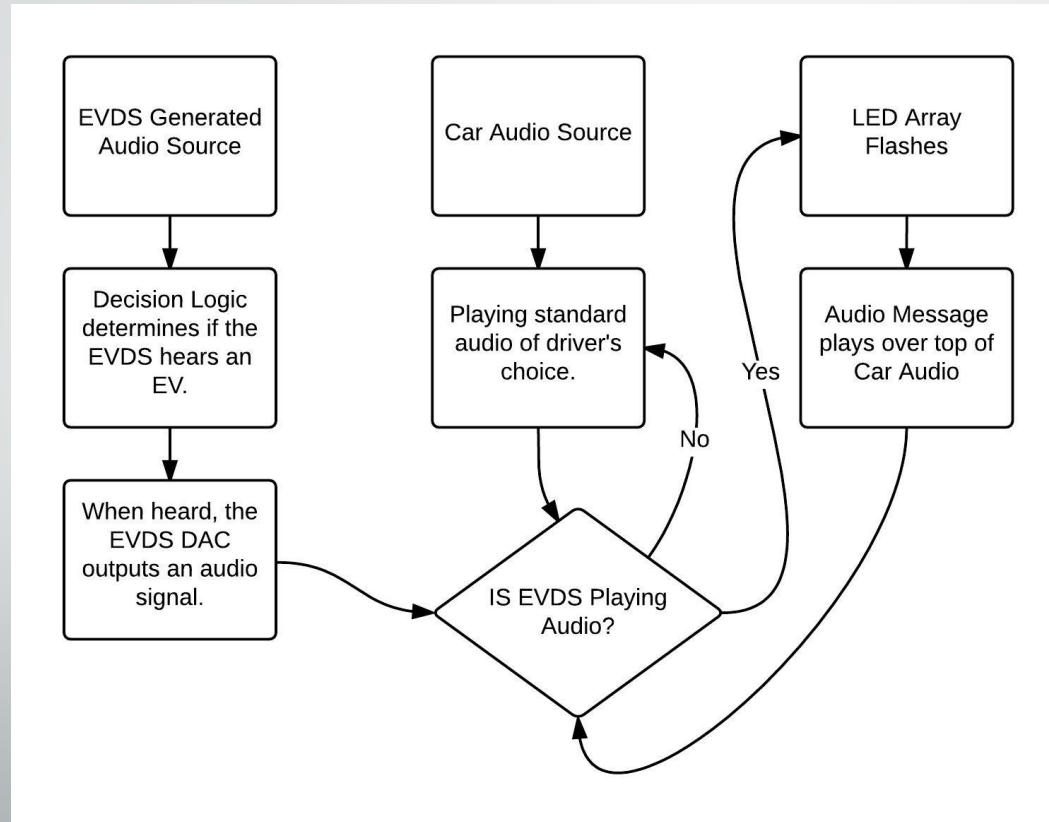 EVDS Generated
Audio Source
Decision Logic
determines if the
EVDS hears an
EV.
When heard, the
EVDS DAC
outputs an audio
signal.
Car Audio Source
Playing standard
audio of driver's
choice.
No
IS EVDS Playing
Audio?
Yes
LED Array
Flashes
Audio Message
plays over top of
Car Audio